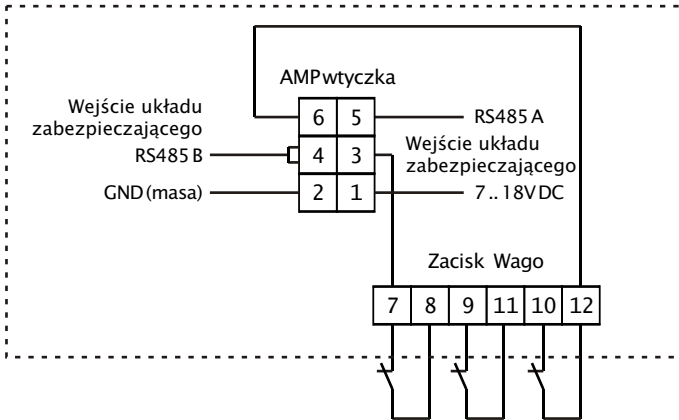 AMP wtyczka
Wejście układu
zabezpieczającego
6 5
RS485 A
RS485 B
4 3
Wejście układu
zabezpieczającego
GND (masa)
2 1
7 .. 18V DC
Zacisk Wago
7 8 9 11 10 12